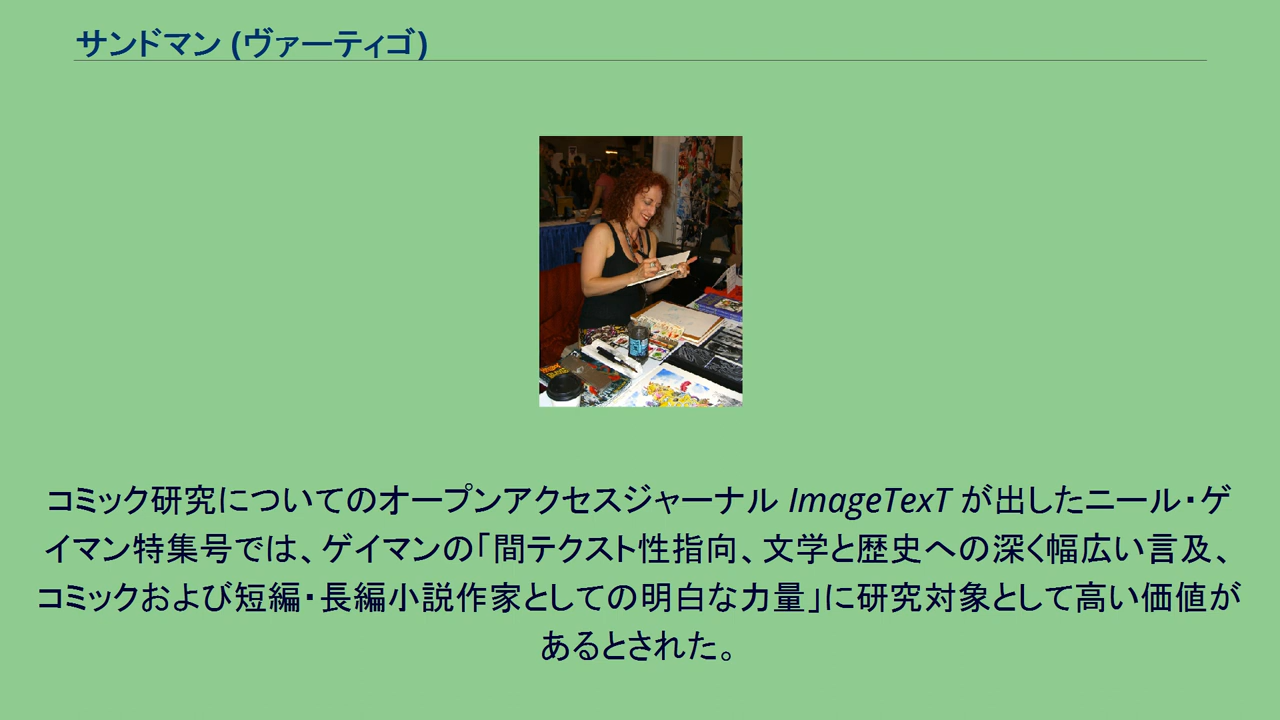 サンドマン (ヴァーティゴ)
コミック研究についてのオープンアクセスジャーナル ImageTexT が出したニール・ゲ
イマン特集号では、ゲイマンの「間テクスト性指向、文学と歴史への深く幅広い言及、
コミックおよび短編・長編小説作家としての明白な力量」に研究対象として高い価値が
あるとされた。